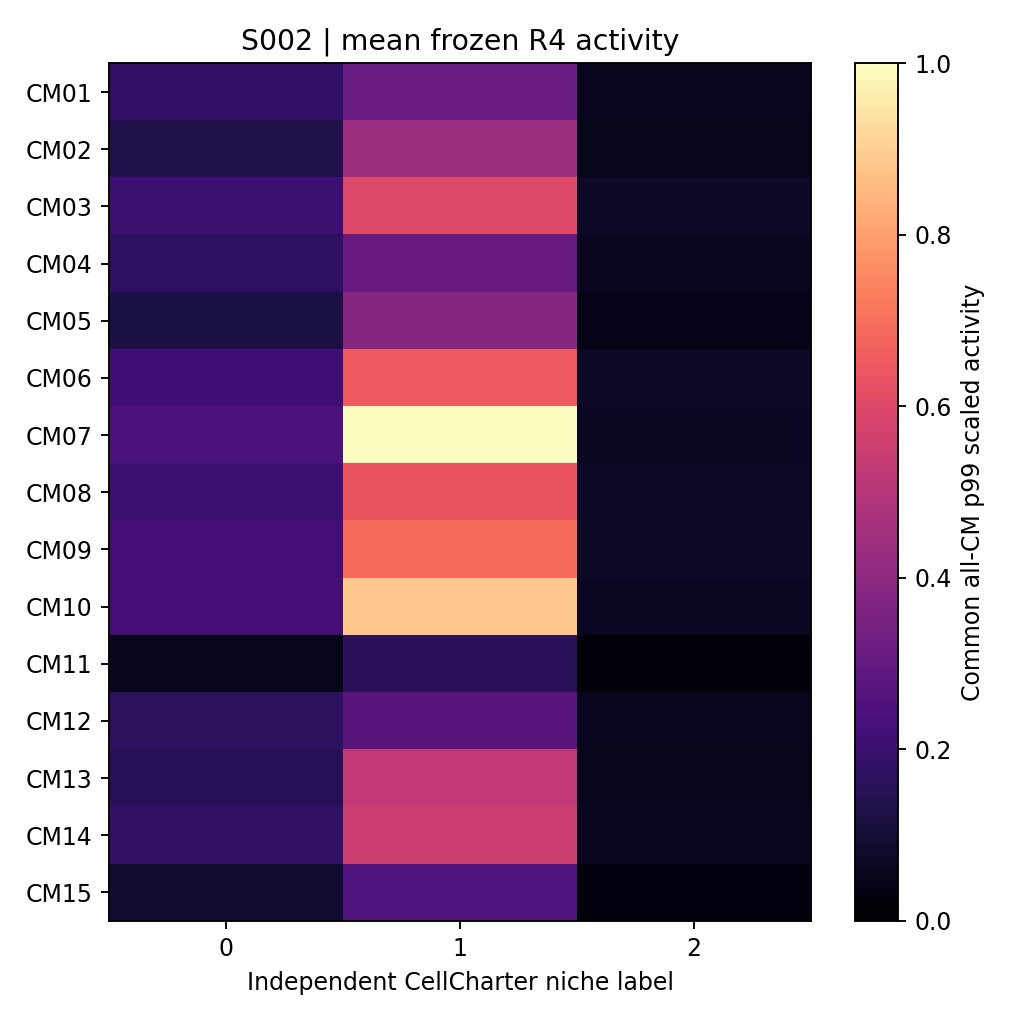 S002 | mean frozen R4 activity
CM01
CM02
CM03
CM04
CM05
CM06
CM07
CM08
CM09
CM10
CM11
CM12
CM13
CM14
CM15
0
1
2
Independent CellCharter niche label
1.0
0.8
0.6
0.4
0.2
0.0
Common all-CM p99 scaled activity